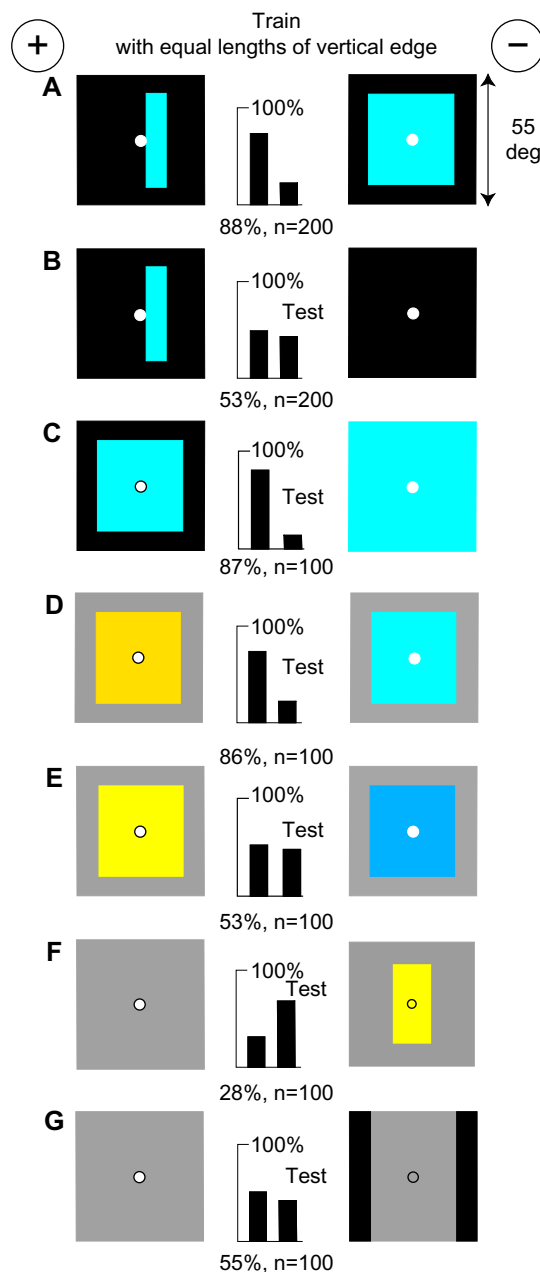 Train
with equal lengths of vertical edge
+
−
A
100%
55
deg
88%, n=200
B
100%
Test
53%, n=200
C
100%
Test
87%, n=100
D
100%
Test
86%, n=100
E
100%
Test
53%, n=100
F
100%
Test
28%, n=100
G
100%
Test
55%, n=100